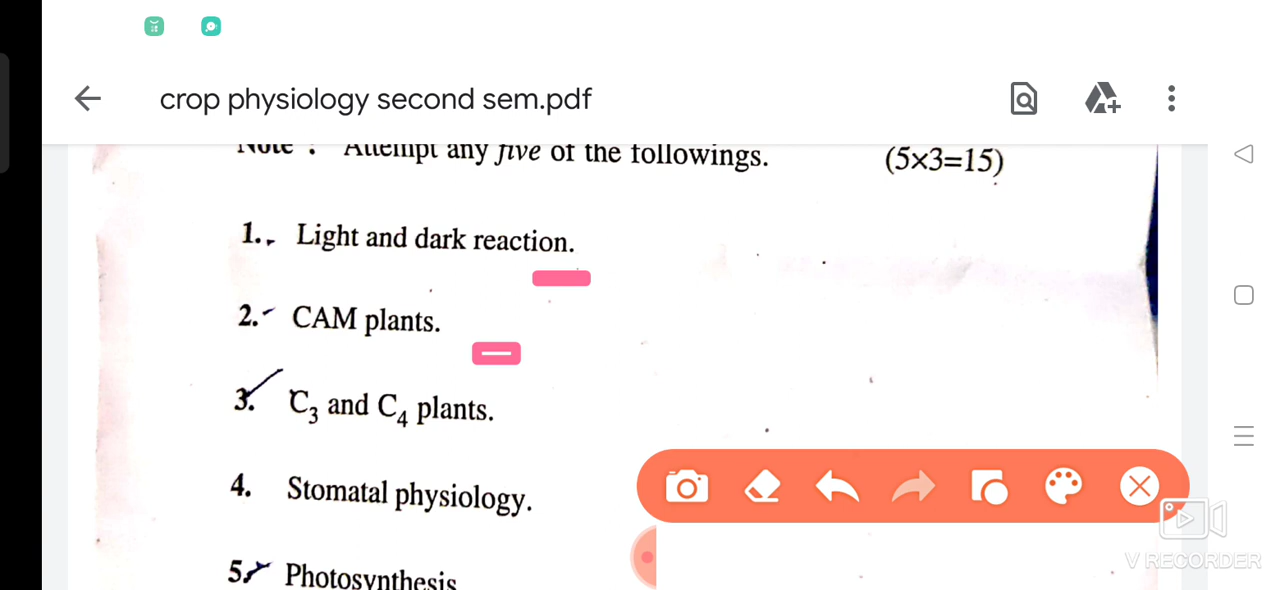 crop physiology second sem.pdf
Note : Attempt any five of the followings. (5×3=15)
1. Light and dark reaction.
2. CAM plants.
3. C₃ and C₄ plants.
4. Stomatal physiology.
5. Photosynthesis
V RECORDER